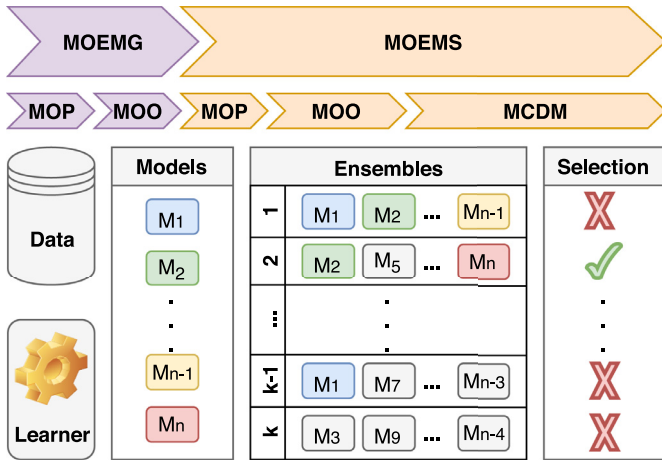 MOEMG MOEMS
MOP MOO MOP MOO MCDM
Models Ensembles Selection
Data
Learner
M1
M2
.
.
.
Mn-1
Mn
1 M1 M2 ... Mn-1
2 M2 M5 ... Mn
...
.
.
.
k-1 M1 M7 ... Mn-3
k M3 M9 ... Mn-4
X
.
.
.
X
X